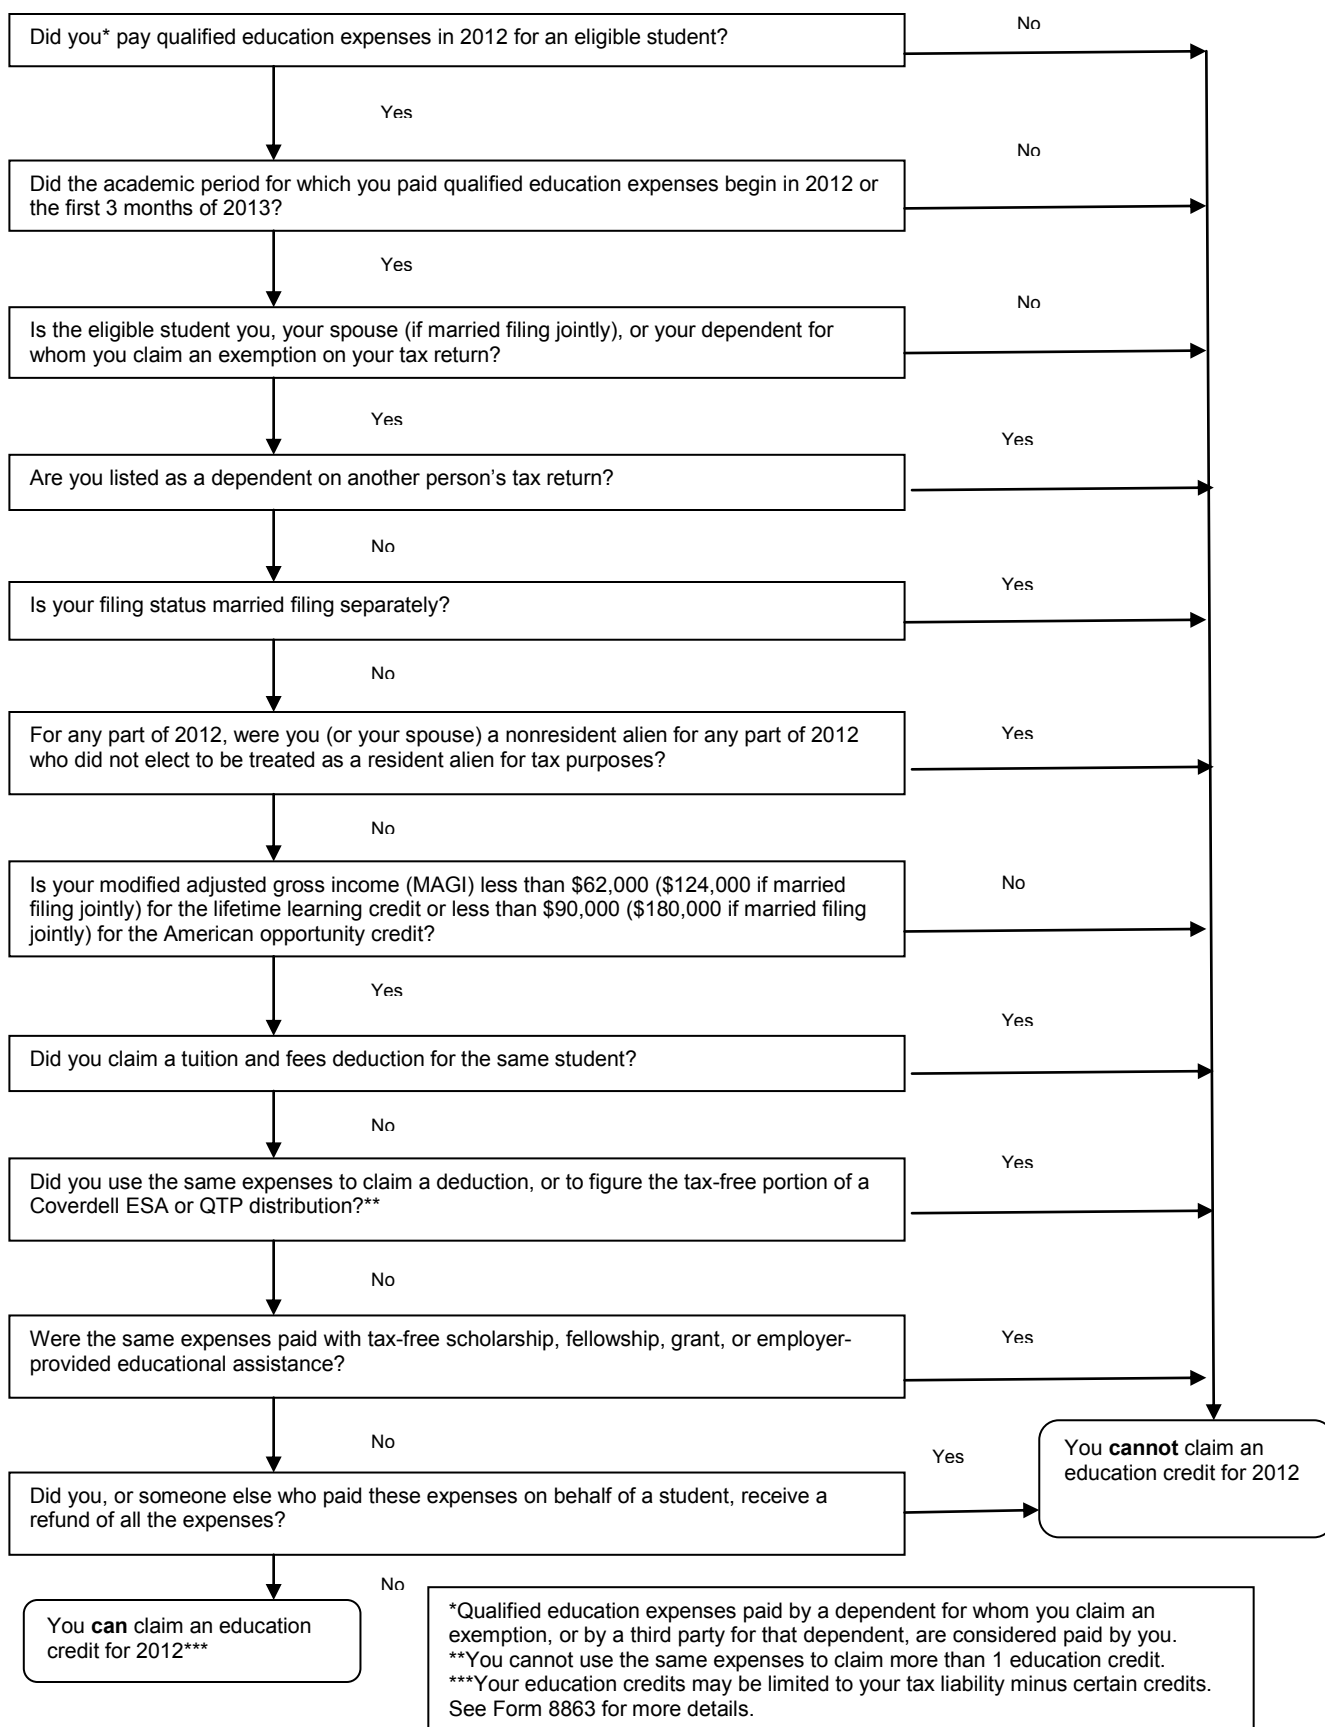 No
Did you* pay qualified education expenses in 2012 for an eligible student?
Yes
No
Did the academic period for which you paid qualified education expenses begin in 2012 or
the first 3 months of 2013?
Yes
No
Is the eligible student you, your spouse (if married filing jointly), or your dependent for
whom you claim an exemption on your tax return?
Yes
Yes
Are you listed as a dependent on another person’s tax return?
No
Yes
Is your filing status married filing separately?
No
Yes
For any part of 2012, were you (or your spouse) a nonresident alien for any part of 2012
who did not elect to be treated as a resident alien for tax purposes?
No
Is your modified adjusted gross income (MAGI) less than $62,000 ($124,000 if married
filing jointly) for the lifetime learning credit or less than $90,000 ($180,000 if married filing
jointly) for the American opportunity credit?
No
Yes
Yes
Did you claim a tuition and fees deduction for the same student?
No
Yes
Did you use the same expenses to claim a deduction, or to figure the tax-free portion of a
Coverdell ESA or QTP distribution?**
No
Were the same expenses paid with tax-free scholarship, fellowship, grant, or employer-
provided educational assistance?
Yes
No
Yes
You cannot claim an
education credit for 2012
Did you, or someone else who paid these expenses on behalf of a student, receive a
refund of all the expenses?
No
You can claim an education
credit for 2012***
*Qualified education expenses paid by a dependent for whom you claim an
exemption, or by a third party for that dependent, are considered paid by you.
**You cannot use the same expenses to claim more than 1 education credit.
***Your education credits may be limited to your tax liability minus certain credits.
See Form 8863 for more details.